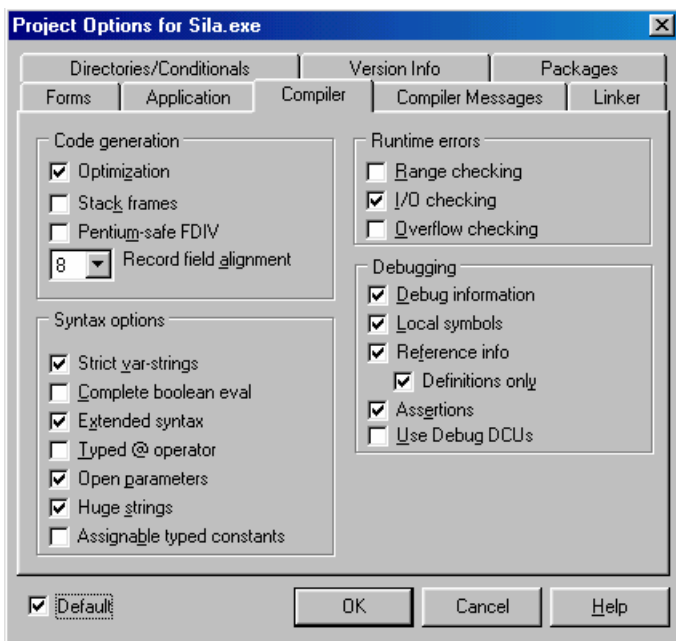 Project Options for Sila.exe
Directories/Conditionals
Version Info
Packages
Forms
Application
Compiler
Compiler Messages
Linker
Code generation
Optimization
Stack frames
Pentium-safe FDIV
8
Record field alignment
Syntax options
Strict var-strings
Complete boolean eval
Extended syntax
Typed @ operator
Open parameters
Huge strings
Assignable typed constants
Runtime errors
Range checking
I/O checking
Overflow checking
Debugging
Debug information
Local symbols
Reference info
Definitions only
Assertions
Use Debug DCUs
Default
OK
Cancel
Help